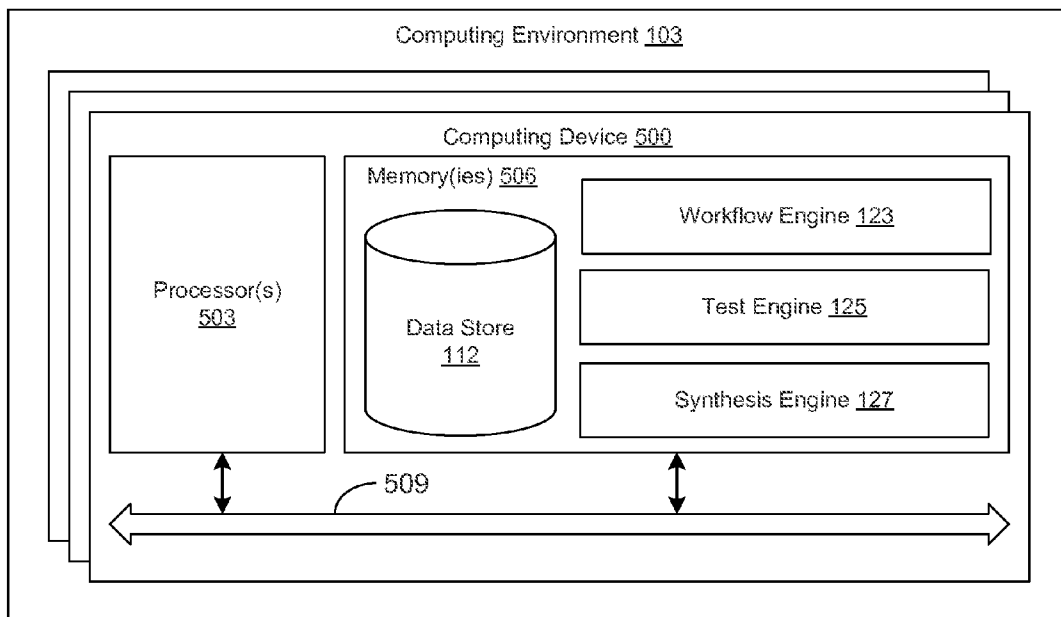 Computing Environment 103
Computing Device 500
Processor(s)
503
Memory(ies) 506
Data Store
112
Workflow Engine 123
Test Engine 125
Synthesis Engine 127
509